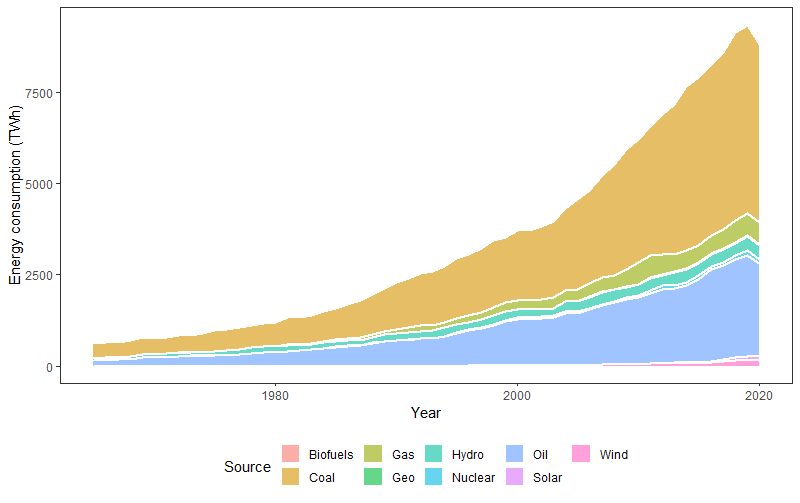 Energy consumption (TWh)
7500
5000
2500
0
1980
2000
2020
Year
Source
Biofuels
Gas
Hydro
Oil
Wind
Coal
Geo
Nuclear
Solar